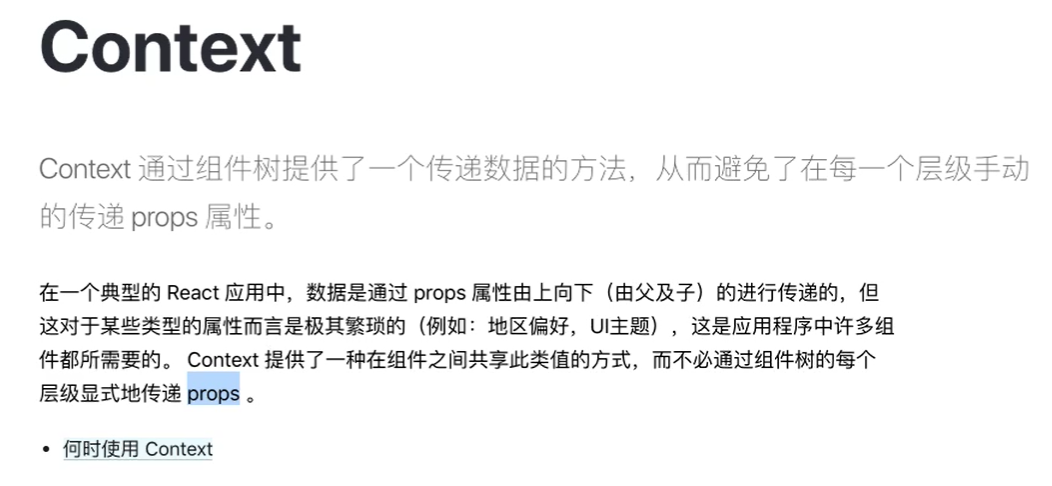 Context
Context 通过组件树提供了一个传递数据的方法，从而避免了在每一个层级手动
的传递 props 属性。
在一个典型的 React 应用中，数据是通过 props 属性由上向下（由父及子）的进行传递的，但
这对于某些类型的属性而言是极其繁琐的（例如：地区偏好，UI主题），这是应用程序中许多组
件都所需要的。 Context 提供了一种在组件之间共享此类值的方式，而不必通过组件树的每个
层级显式地传递 props 。
• 何时使用 Context